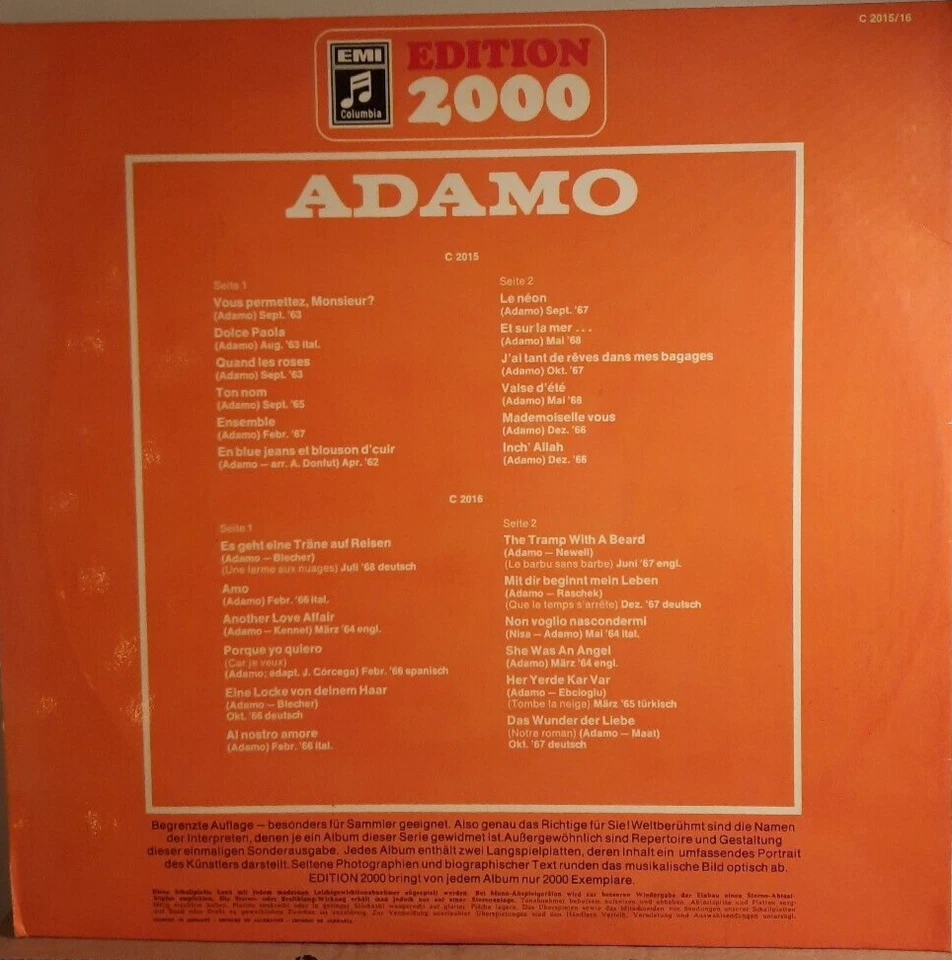 C 2015/16
EMI
Columbia
EDITION
2000
ADAMO
C 2015
Seite 1
Vous permettez, Monsieur?
(Adamo) Sept. '63
Dolce Paola
(Adamo) Aug. '63 ital.
Quand les roses
(Adamo) Sept. '63
Ton nom
(Adamo) Sept. '65
Ensemble
(Adamo) Febr. '67
En blue jeans et blouson d'cuir
(Adamo – arr. A. Donfut) Apr. '62
Seite 2
Le néon
(Adamo) Sept. '67
Et sur la mer . . .
(Adamo) Mai '68
J'ai tant de rêves dans mes bagages
(Adamo) Okt. '67
Valse d'été
(Adamo) Mai '68
Mademoiselle vous
(Adamo) Dez. '66
Inch' Allah
(Adamo) Dez. '66
C 2016
Seite 1
Es geht eine Träne auf Reisen
(Adamo – Blecher)
(Une larme aux nuages) Juli '68 deutsch
Amo
(Adamo) Febr. '66 ital.
Another Love Affair
(Adamo – Kennet) März '64 engl.
Porque yo quiero
(Car je veux)
(Adamo; adapt. J. Córcega) Febr. '66 spanisch
Eine Locke von deinem Haar
(Adamo – Blecher)
Okt. '66 deutsch
Al nostro amore
(Adamo) Febr. '66 ital.
Seite 2
The Tramp With A Beard
(Adamo – Newell)
(Le barbu sans barbe) Juni '67 engl.
Mit dir beginnt mein Leben
(Adamo – Raschek)
(Que le temps s'arrête) Dez. '67 deutsch
Non voglio nascondermi
(Nisa – Adamo) Mai '64 ital.
She Was An Angel
(Adamo) März '64 engl.
Her Yerde Kar Var
(Adamo – Ebcioglu)
(Tombe la neige) März '65 türkisch
Das Wunder der Liebe
(Notre roman) (Adamo – Maat)
Okt. '67 deutsch
Begrenzte Auflage – besonders für Sammler geeignet. Also genau das Richtige für Sie! Weltberühmt sind die Namen
der Interpreten, denen je ein Album dieser Serie gewidmet ist. Außergewöhnlich sind Repertoire und Gestaltung
dieser einmaligen Sonderausgabe. Jedes Album enthält zwei Langspielplatten, deren Inhalt ein umfassendes Portrait
des Künstlers darstellt. Seltene Photographien und biographischer Text runden das musikalische Bild optisch ab.
EDITION 2000 bringt von jedem Album nur 2000 Exemplare.